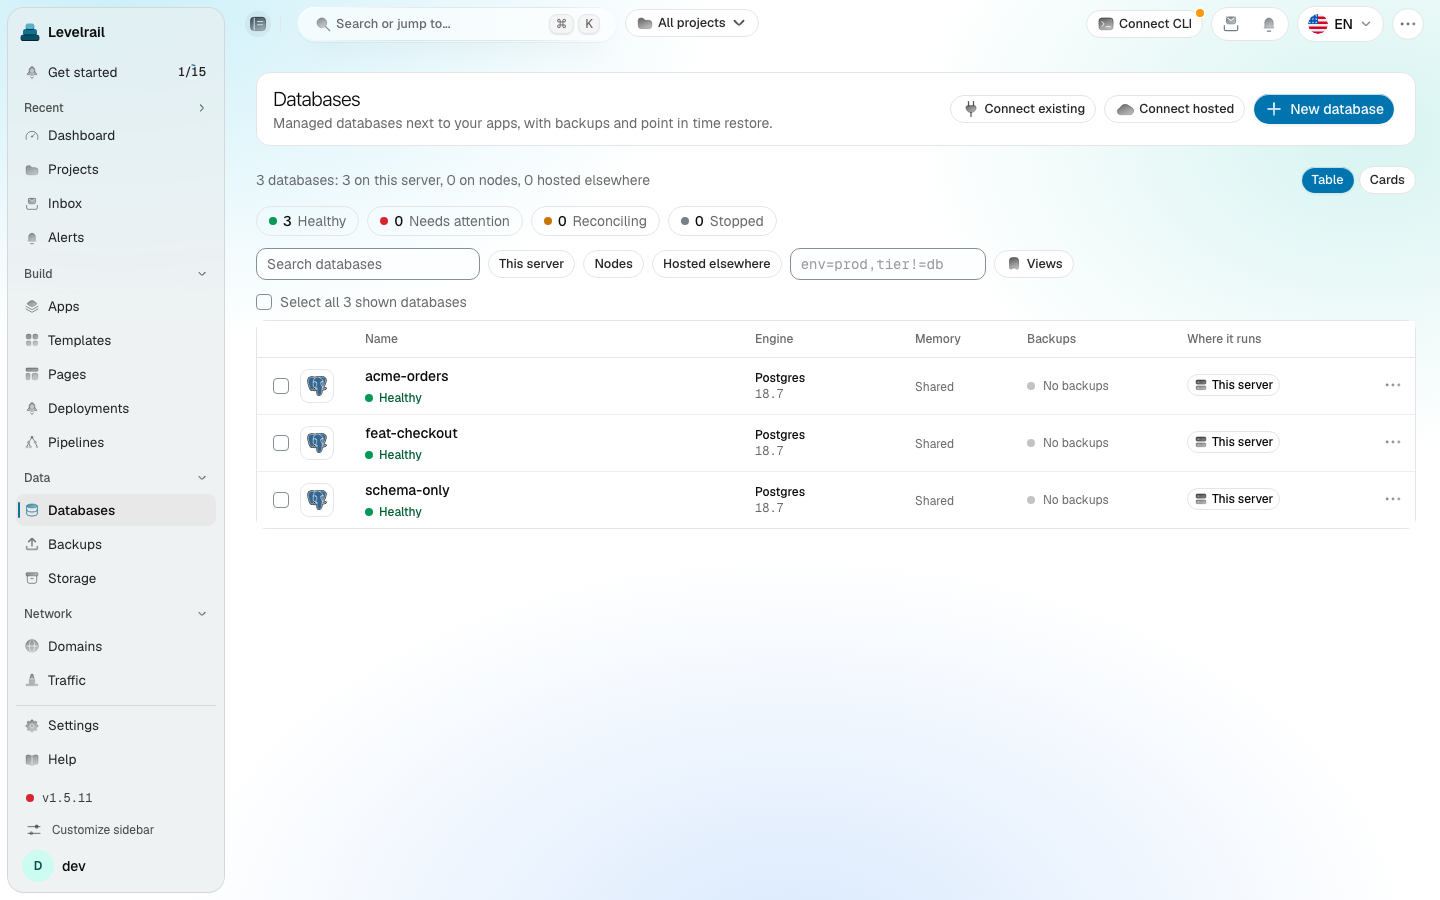 Levelrail
Get started 1/15
Recent
Dashboard
Projects
Inbox
Alerts
Build
Apps
Templates
Pages
Deployments
Pipelines
Data
Databases
Backups
Storage
Network
Domains
Traffic
Settings
Help
v1.5.11
Customize sidebar
D dev
Search or jump to... ⌘ K
All projects
Connect CLI
EN
Databases
Managed databases next to your apps, with backups and point in time restore.
Connect existing
Connect hosted
New database
3 databases: 3 on this server, 0 on nodes, 0 hosted elsewhere
Table Cards
3 Healthy 0 Needs attention 0 Reconciling 0 Stopped
Search databases This server Nodes Hosted elsewhere env=prod,tier!=db Views
Select all 3 shown databases
Name Engine Memory Backups Where it runs
acme-orders
Healthy
Postgres
18.7
Shared
No backups
This server
feat-checkout
Healthy
Postgres
18.7
Shared
No backups
This server
schema-only
Healthy
Postgres
18.7
Shared
No backups
This server